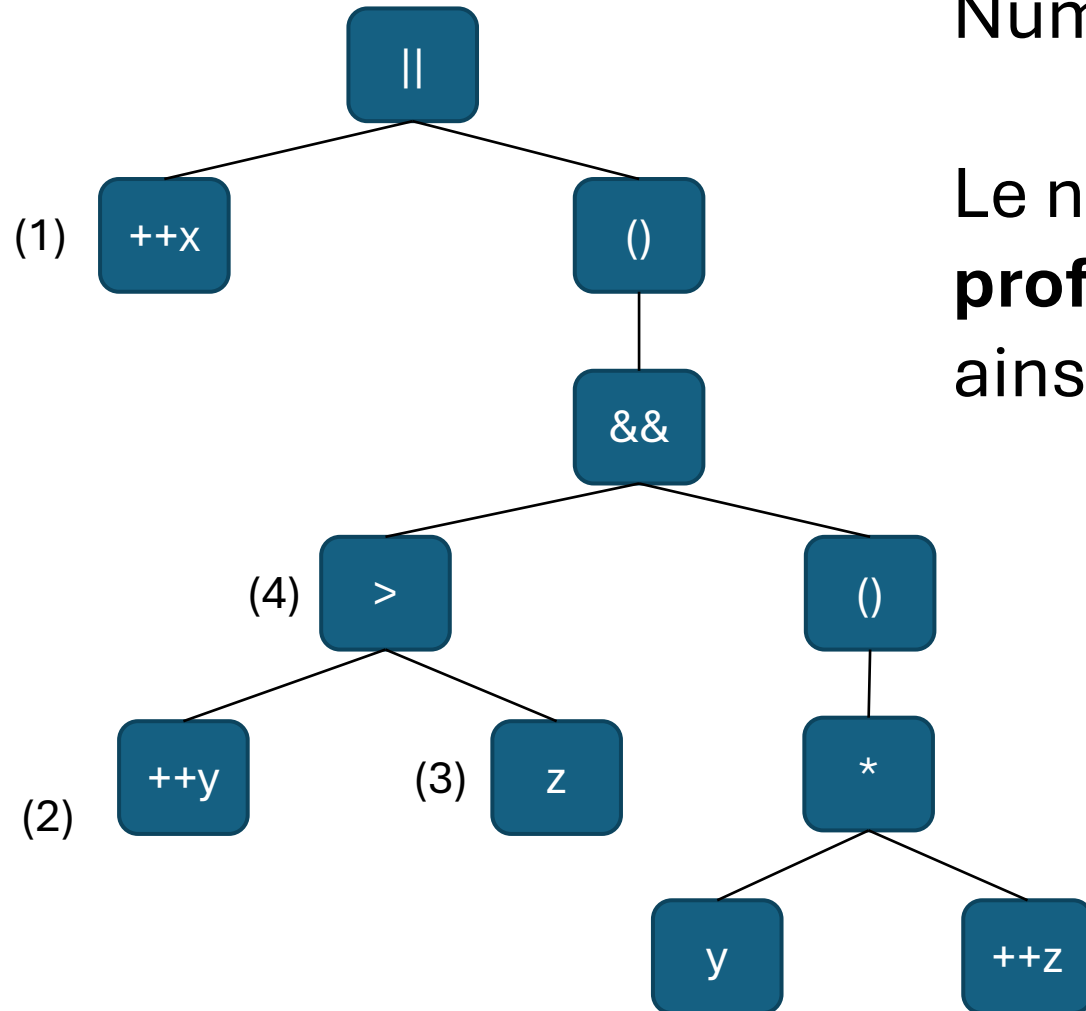 Num
||
(1) ++x ()
Le n
prof
ains
&&
(4) > ()
(2) ++y (3) z *
y ++z